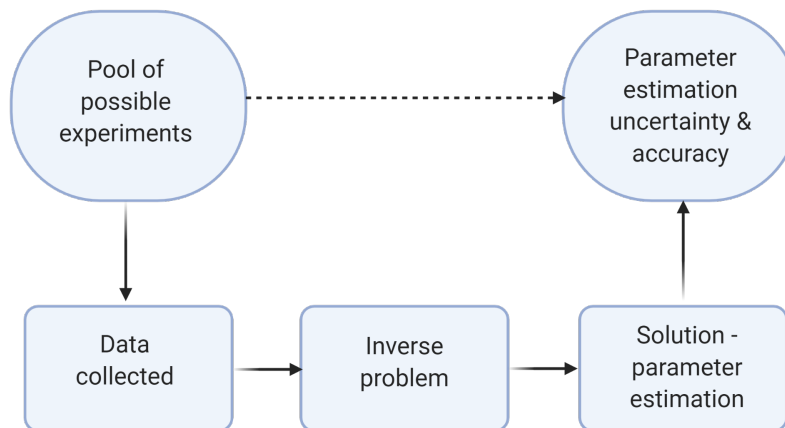 Pool of
possible
experiments
Parameter
estimation
uncertainty &
accuracy
Data
collected
Inverse
problem
Solution -
parameter
estimation